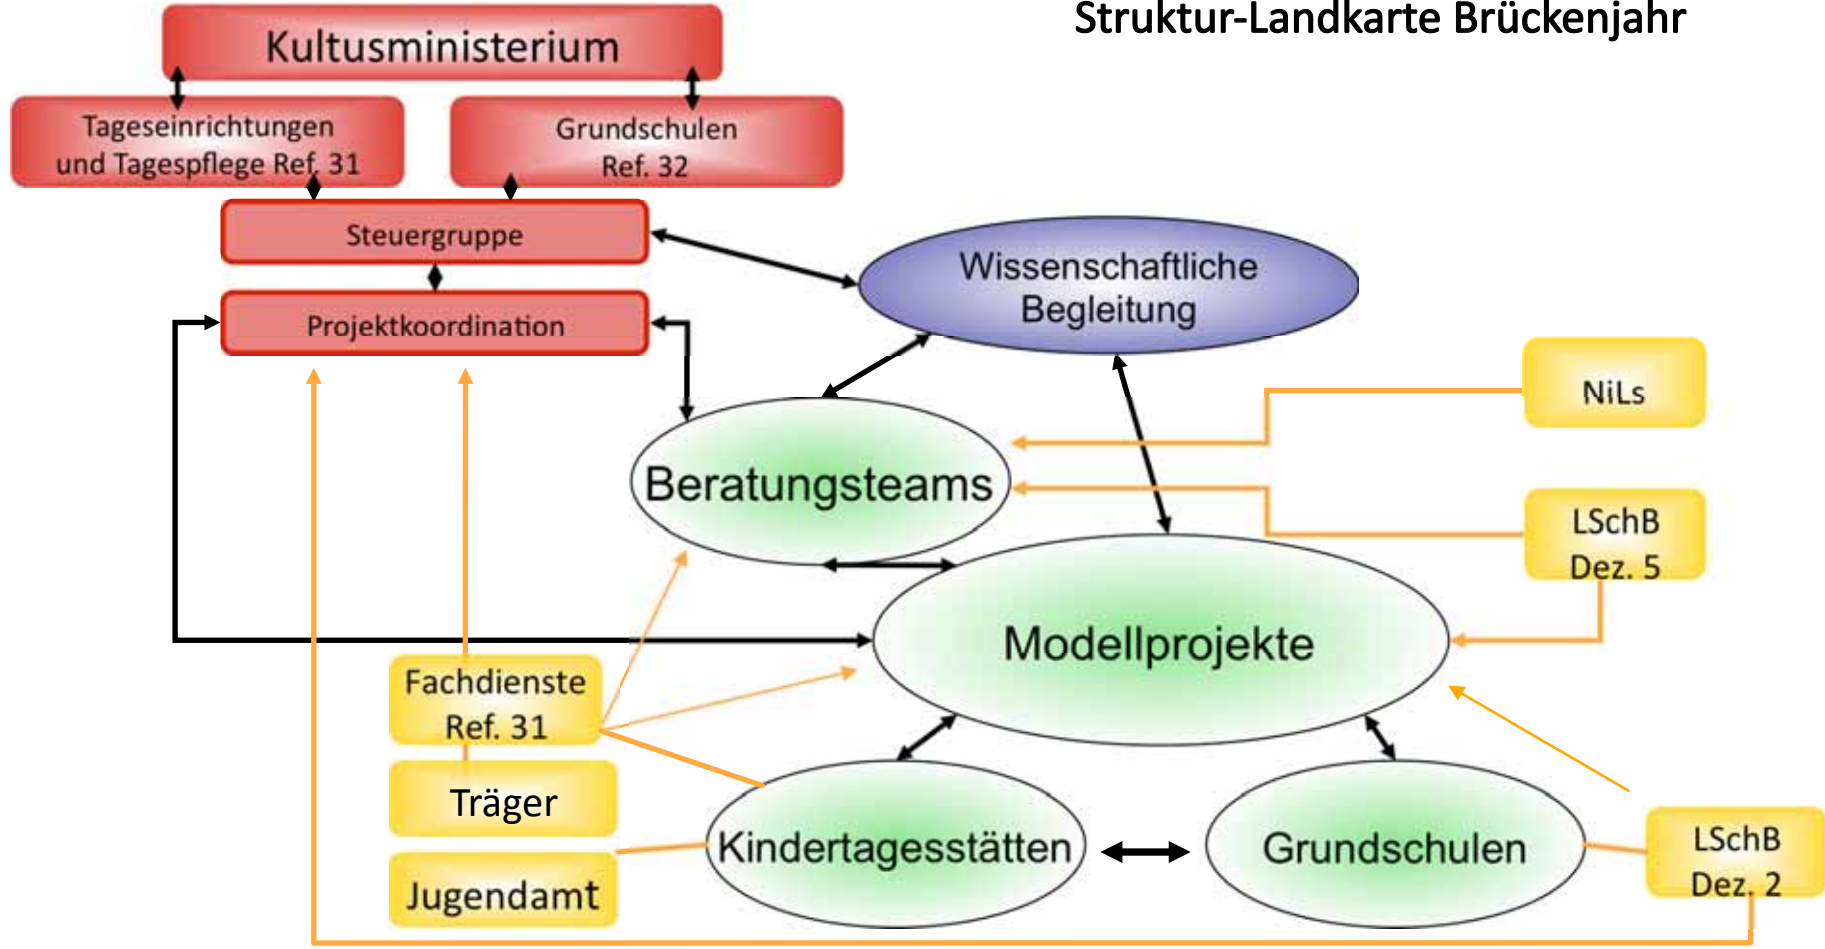 Struktur-Landkarte Brückenjahr
Kultusministerium
Tageseinrichtungen
und Tagespflege Ref. 31
Grundschulen
Ref. 32
Steuergruppe
Projektkoordination
Wissenschaftliche
Begleitung
NiLs
Beratungsteams
LSchB
Dez. 5
Modellprojekte
Fachdienste
Ref. 31
Träger
Jugendamt
Kindertagesstätten
Grundschulen
LSchB
Dez. 2